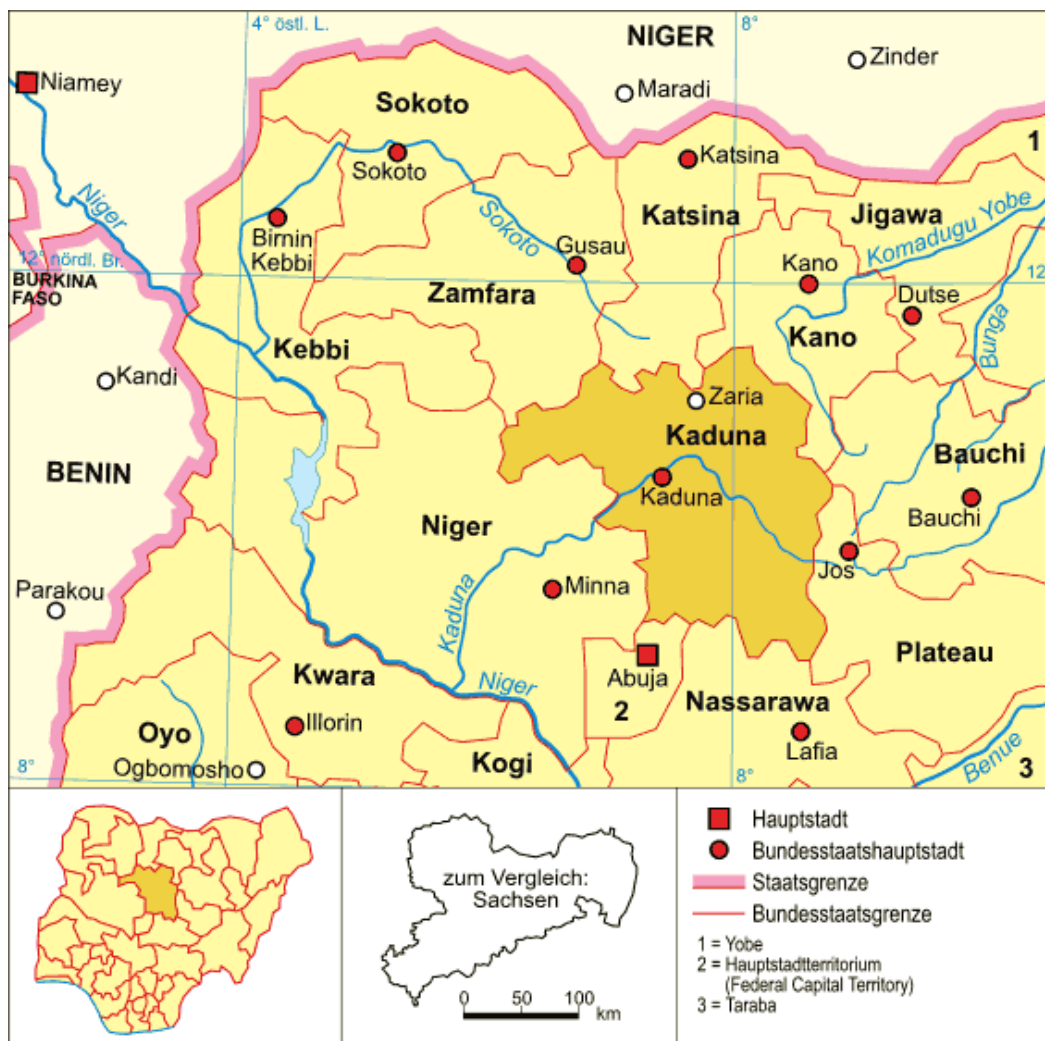 4° östl. L.
8°
NIGER
Zinder
Niamey
Maradi
Sokoto
1
Katsina
Sokoto
Niger
Katsina
Jigawa
Sokoto
Komadugu Yobe
Birnin
Kebbi
Gusau
12° nördl. Br.
Kano
12
BURKINA
FASO
Zamfara
Dutse
Kano
Bunga
Kebbi
Kandi
Zaria
Kaduna
Bauchi
BENIN
Kaduna
Bauchi
Niger
Jos
Parakou
Kaduna
Minna
Plateau
Kwara
Niger
Abuja
2
Nassarawa
Illorin
Oyo
Lafia
Kogi
Benue
8°
Ogbomosho
8°
3
zum Vergleich:
Sachsen
0 50 100
km
Hauptstadt
Bundesstaatshauptstadt
Staatsgrenze
Bundesstaatsgrenze
1 = Yobe
2 = Hauptstadtterritorium
(Federal Capital Territory)
3 = Taraba